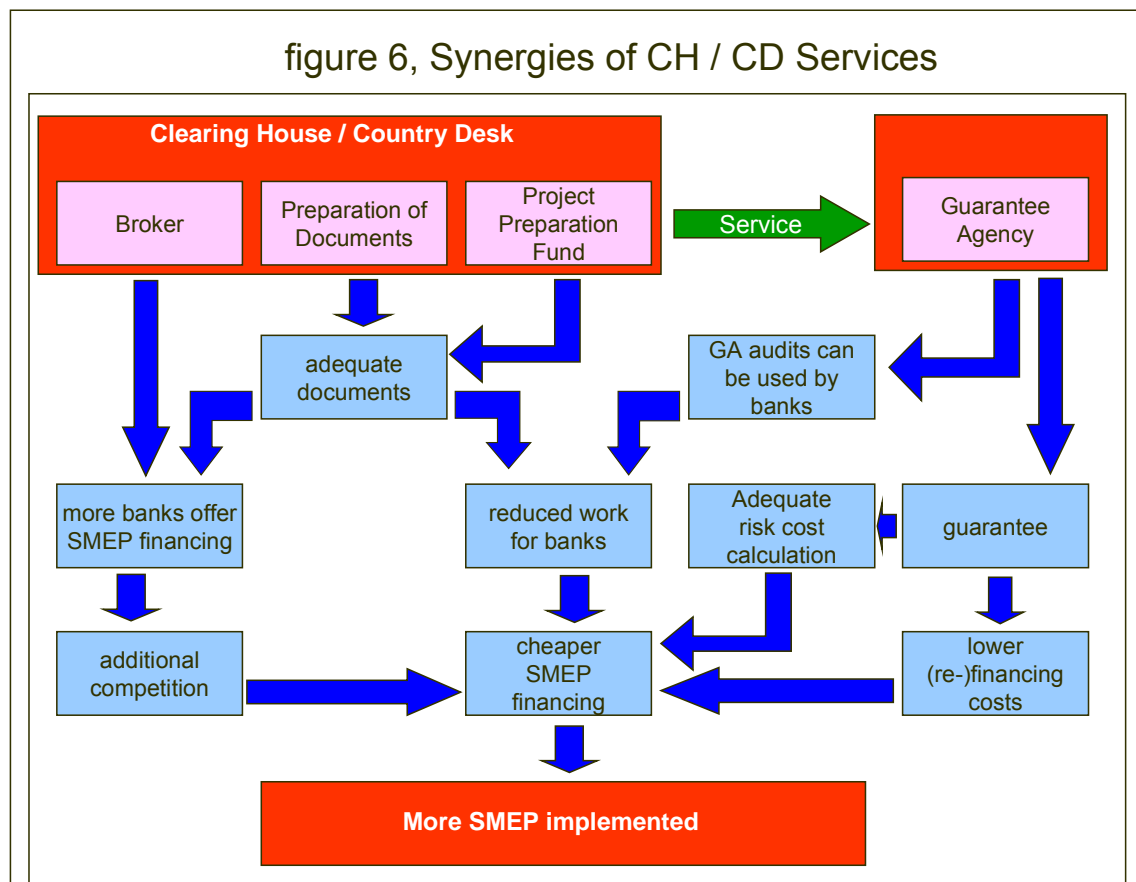 figure 6, Synergies of CH / CD Services
Clearing House / Country Desk
Broker
Preparation of
Documents
Project
Preparation
Fund
Service
Guarantee
Agency
adequate
documents
GA audits can
be used by
banks
more banks offer
SMEP financing
reduced work
for banks
Adequate
risk cost
calculation
guarantee
additional
competition
cheaper
SMEP
financing
lower
(re-)financing
costs
More SMEP implemented